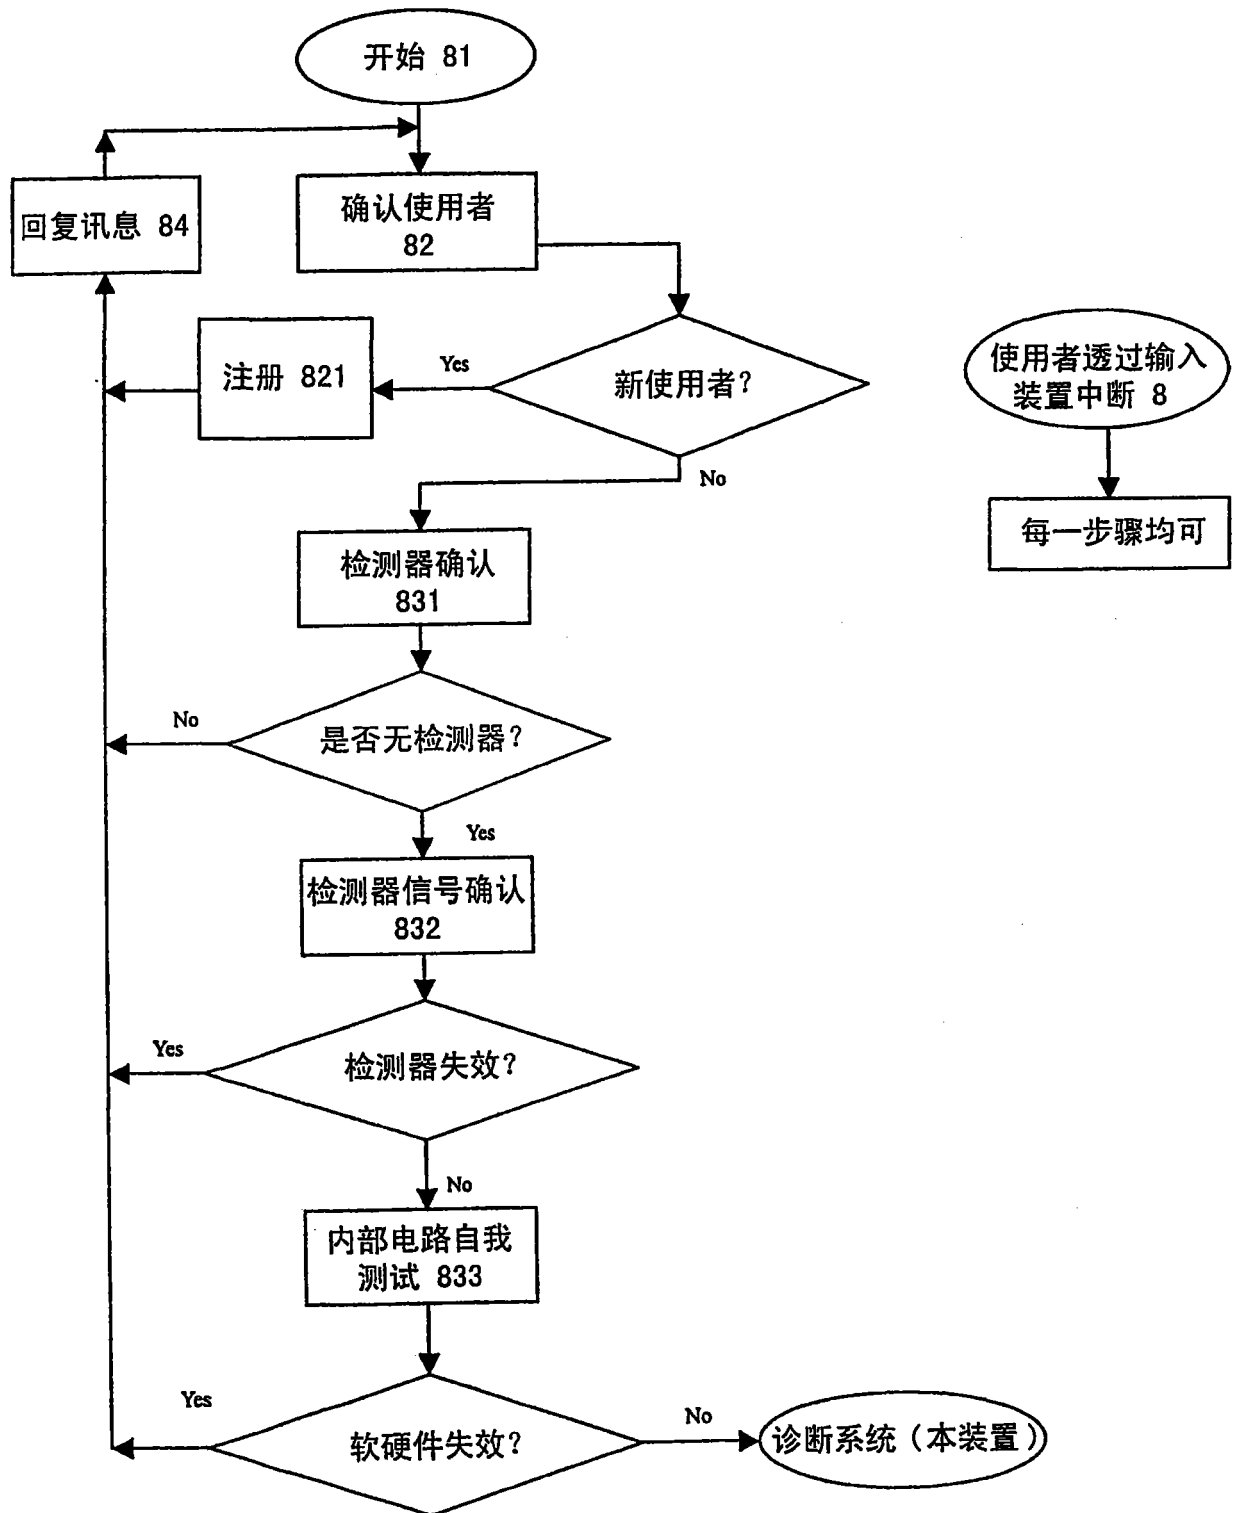 开始 81
确认使用者
82
回复讯息 84
注册 821
Yes
新使用者?
使用者透过输入
装置中断 8
No
每一步骤均可
检测器确认
831
No
是否无检测器?
Yes
检测器信号确认
832
Yes
检测器失效?
No
内部电路自我
测试 833
Yes
软硬件失效?
No
诊断系统(本装置)